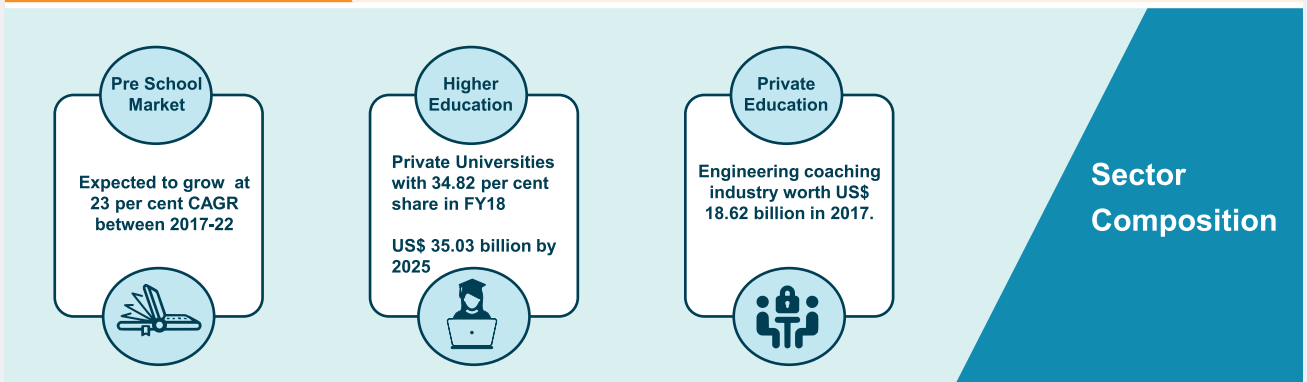 Pre School
Market
Expected to grow at
23 per cent CAGR
between 2017-22
Higher
Education
Private Universities
with 34.82 per cent
share in FY18
US$ 35.03 billion by
2025
Private
Education
Engineering coaching
industry worth US$
18.62 billion in 2017.
Sector
Composition